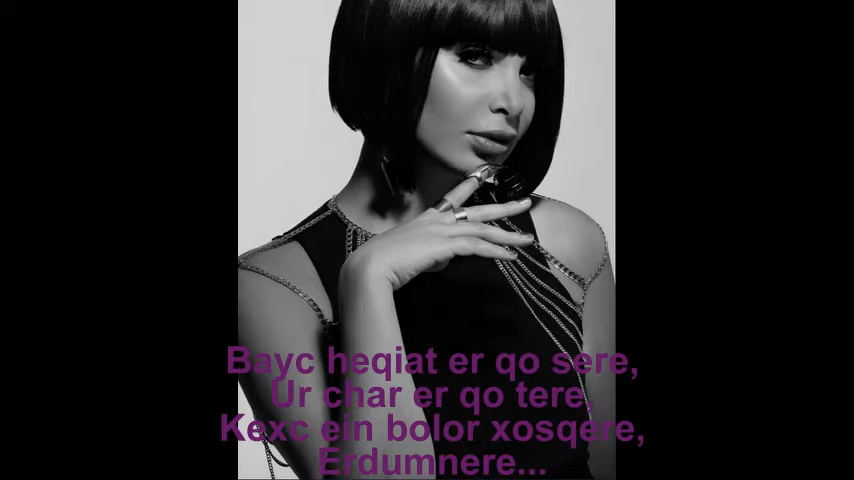 Bayc heqiat er qo sere,
Ur char er qo tere,
Kexc ein bolor xosqere,
Erdumnere...